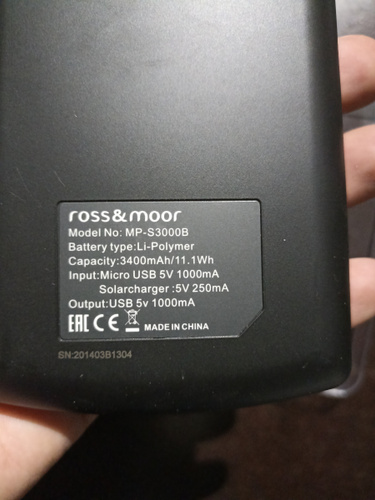 ross&moor
Model No: MP-S3000B
Battery type:Li-Polymer
Capacity:3400mAh/11.1Wh
Input:Micro USB 5V 1000mA
Solarcharger :5V 250mA
Output:USB 5v 1000mA
EAC CE MADE IN CHINA
SN:201403B1304